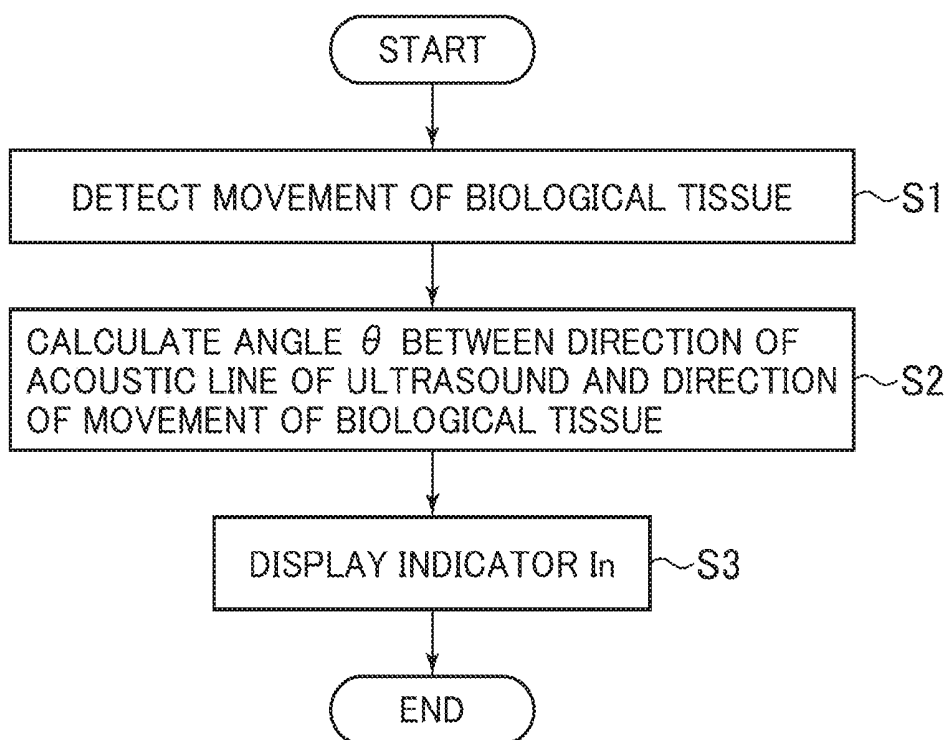 START
DETECT MOVEMENT OF BIOLOGICAL TISSUE
S1
CALCULATE ANGLE θ BETWEEN DIRECTION OF
ACOUSTIC LINE OF ULTRASOUND AND DIRECTION
OF MOVEMENT OF BIOLOGICAL TISSUE
S2
DISPLAY INDICATOR In
S3
END